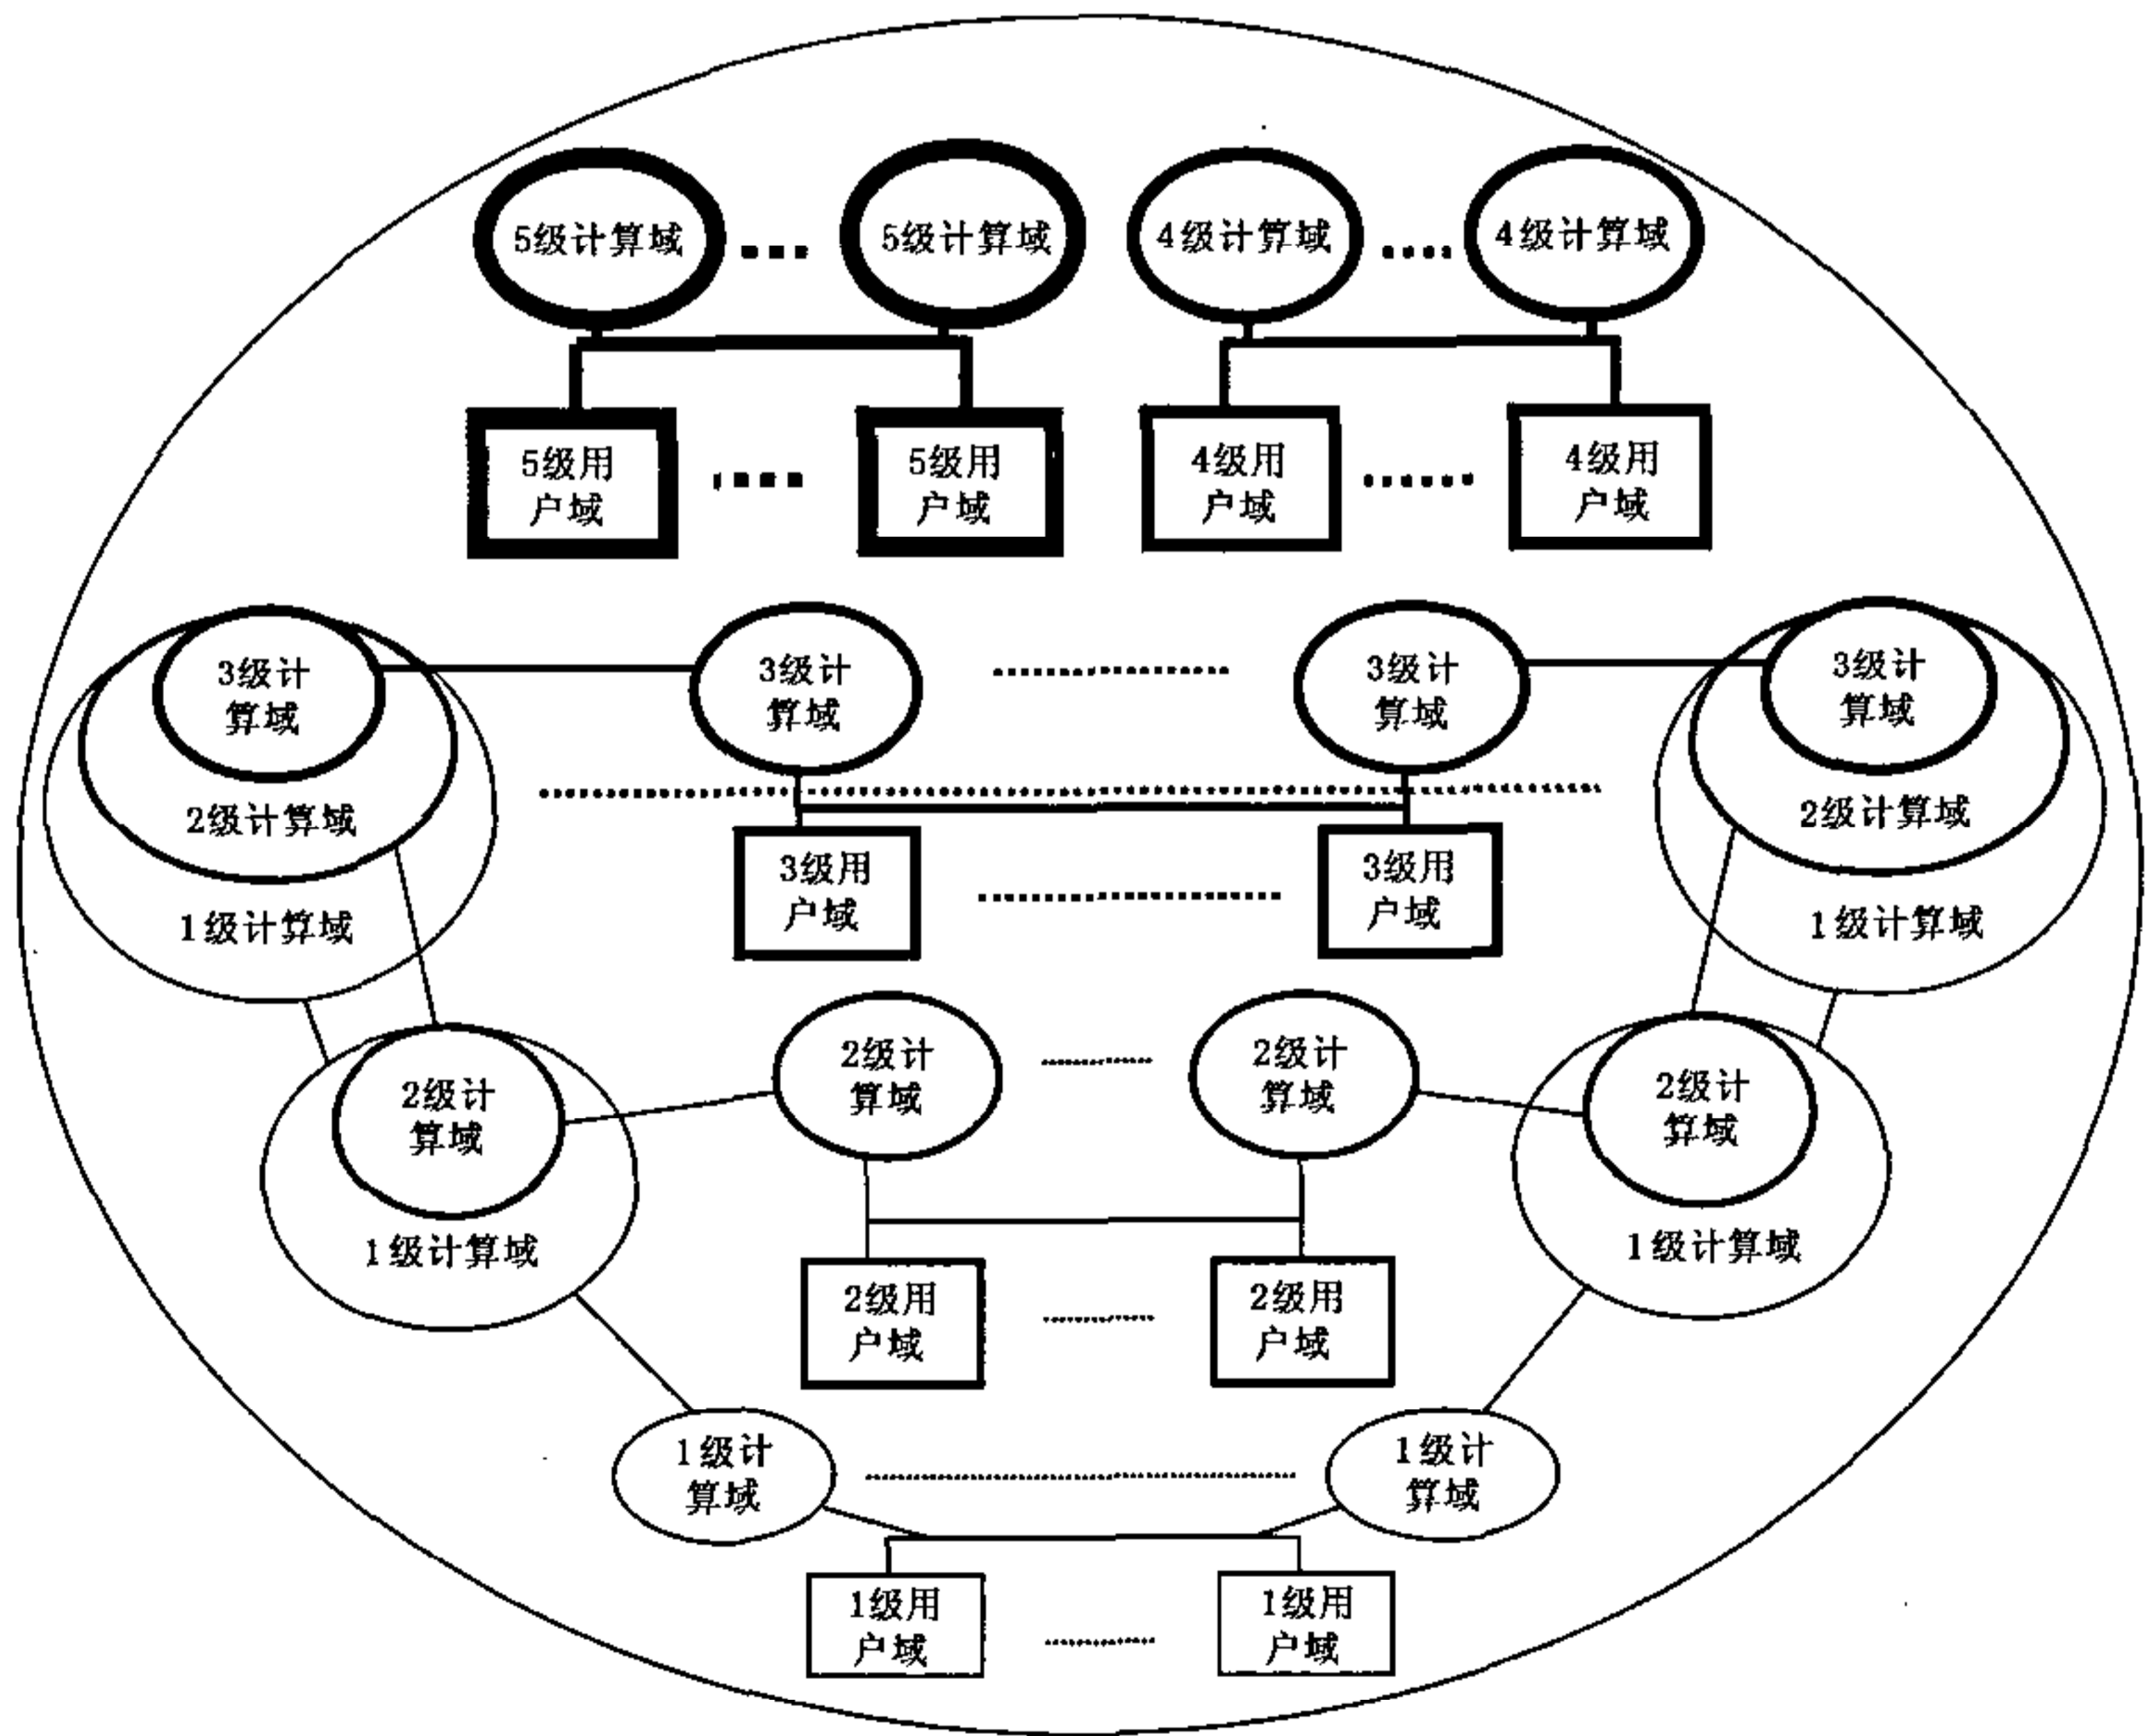 5级计算域
5级计算域
4级计算域
4级计算域
5级用
户域
5级用
户域
4级用
户域
4级用
户域
3级计
算域
3级计
算域
3级计
算域
3级计
算域
2级计算域
2级计算域
1级计算域
1级计算域
3级用
户域
3级用
户域
2级计
算域
2级计
算域
2级计
算域
2级计
算域
1级计算域
1级计算域
2级用
户域
2级用
户域
1级计
算域
1级计
算域
1级用
户域
1级用
户域